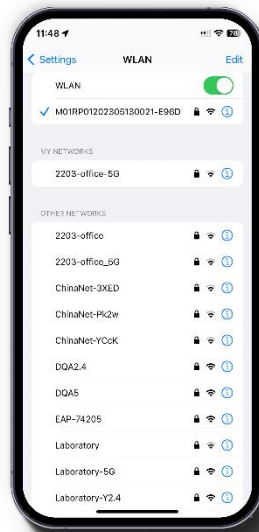 11:48
78
Settings WLAN Edit
WLAN
M01RP01202305130021-E96D
MY NETWORKS
2203-office-5G
OTHER NETWORKS
2203-office
2203-office_5G
ChinaNet-3XED
ChinaNet-Pk2w
ChinaNet-YCcK
DQA2.4
DQA5
EAP-74205
Laboratory
Laboratory-5G
Laboratory-Y2.4